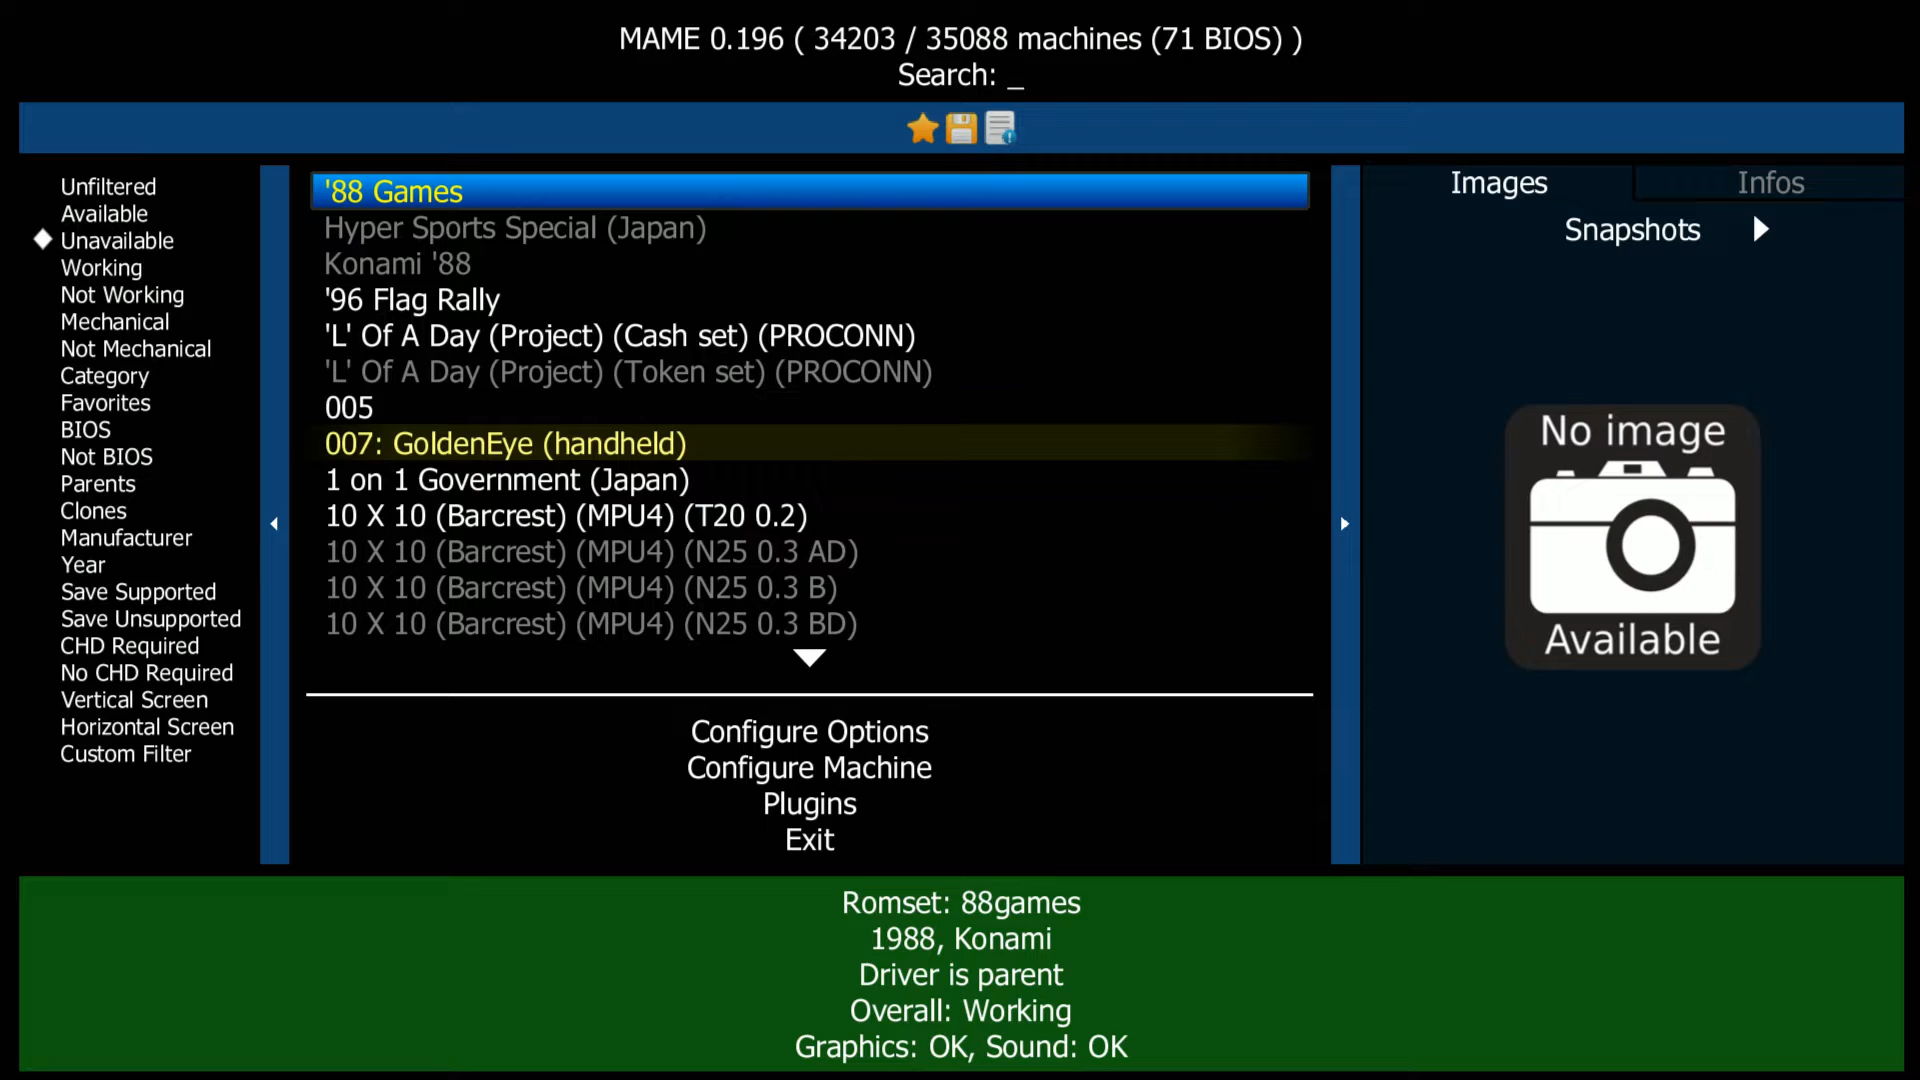 MAME 0.196 ( 34203 / 35088 machines (71 BIOS) )
Search: _
Unfiltered
Available
Unavailable
Working
Not Working
Mechanical
Not Mechanical
Category
Favorites
BIOS
Not BIOS
Parents
Clones
Manufacturer
Year
Save Supported
Save Unsupported
CHD Required
No CHD Required
Vertical Screen
Horizontal Screen
Custom Filter
'88 Games
Hyper Sports Special (Japan)
Konami '88
'96 Flag Rally
'L' Of A Day (Project) (Cash set) (PROCONN)
'L' Of A Day (Project) (Token set) (PROCONN)
005
007: GoldenEye (handheld)
1 on 1 Government (Japan)
10 X 10 (Barcrest) (MPU4) (T20 0.2)
10 X 10 (Barcrest) (MPU4) (N25 0.3 AD)
10 X 10 (Barcrest) (MPU4) (N25 0.3 B)
10 X 10 (Barcrest) (MPU4) (N25 0.3 BD)
Configure Options
Configure Machine
Plugins
Exit
Images
Infos
Snapshots
No image
Available
Romset: 88games
1988, Konami
Driver is parent
Overall: Working
Graphics: OK, Sound: OK